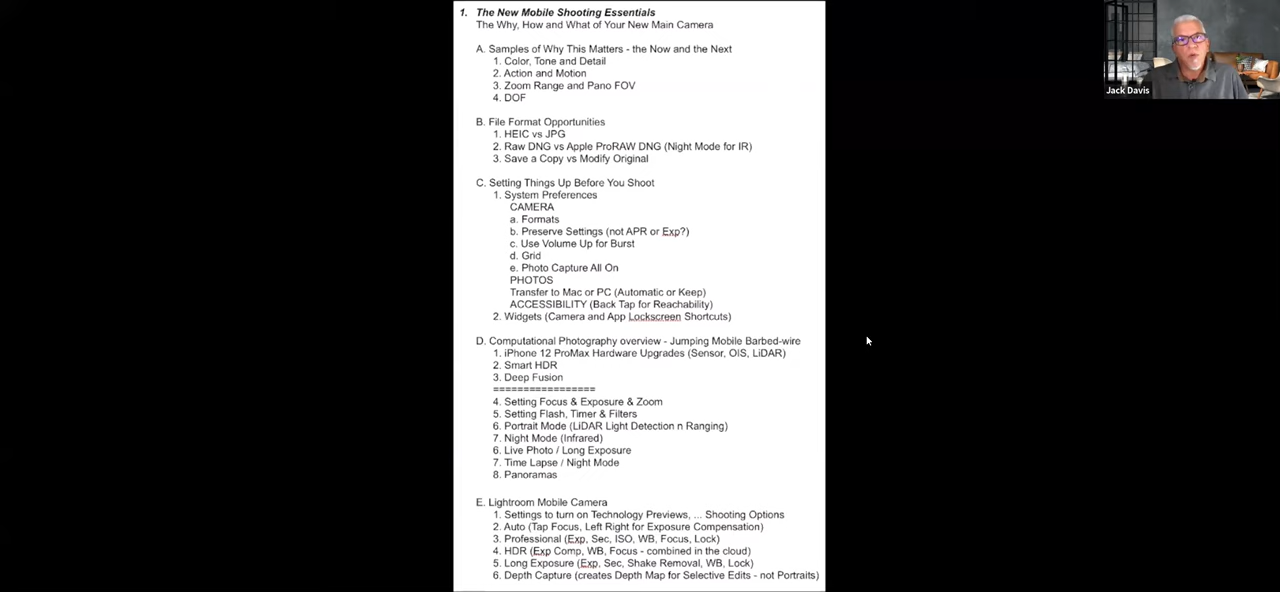 1. The New Mobile Shooting Essentials
The Why, How and What of Your New Main Camera
A. Samples of Why This Matters - the Now and the Next
1. Color, Tone and Detail
2. Action and Motion
3. Zoom Range and Pano FOV
4. DOF
B. File Format Opportunities
1. HEIC vs JPG
2. Raw DNG vs Apple ProRAW DNG (Night Mode for IR)
3. Save a Copy vs Modify Original
C. Setting Things Up Before You Shoot
1. System Preferences
CAMERA
a. Formats
b. Preserve Settings (not APR or Exp?)
c. Use Volume Up for Burst
d. Grid
e. Photo Capture All On
PHOTOS
Transfer to Mac or PC (Automatic or Keep)
ACCESSIBILITY (Back Tap for Reachability)
2. Widgets (Camera and App Lockscreen Shortcuts)
D. Computational Photography overview - Jumping Mobile Barbed-wire
1. iPhone 12 ProMax Hardware Upgrades (Sensor, OIS, LiDAR)
2. Smart HDR
3. Deep Fusion
=================
4. Setting Focus & Exposure & Zoom
5. Setting Flash, Timer & Filters
6. Portrait Mode (LiDAR Light Detection n Ranging)
7. Night Mode (Infrared)
6. Live Photo / Long Exposure
7. Time Lapse / Night Mode
8. Panoramas
E. Lightroom Mobile Camera
1. Settings to turn on Technology Previews, ... Shooting Options
2. Auto (Tap Focus, Left Right for Exposure Compensation)
3. Professional (Exp, Sec, ISO, WB, Focus, Lock)
4. HDR (Exp Comp, WB, Focus - combined in the cloud)
5. Long Exposure (Exp, Sec, Shake Removal, WB, Lock)
6. Depth Capture (creates Depth Map for Selective Edits - not Portraits)
Jack Davis